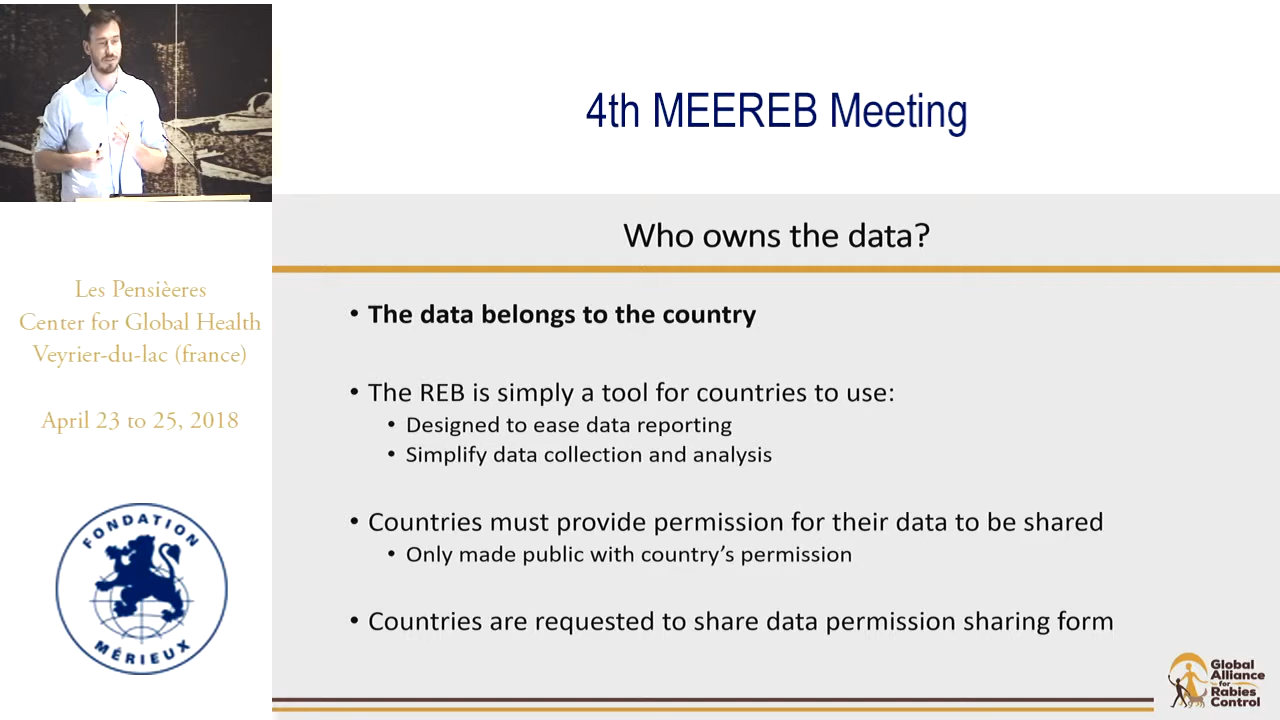 4th MEEREB Meeting
Who owns the data?
• The data belongs to the country
• The REB is simply a tool for countries to use:
• Designed to ease data reporting
• Simplify data collection and analysis
• Countries must provide permission for their data to be shared
• Only made public with country’s permission
• Countries are requested to share data permission sharing form
Les Pensièeres
Center for Global Health
Veyrier-du-lac (france)
April 23 to 25, 2018
FONDATION
MÉRIEUX
Global
Alliance
for
Rabies
Control